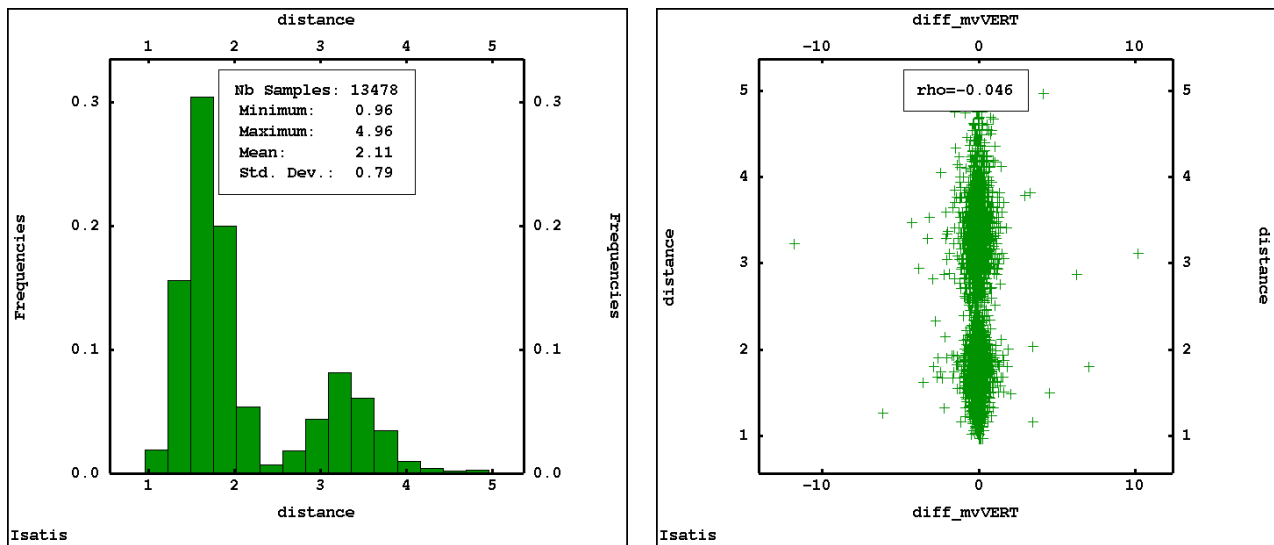 distance
1 2 3 4 5
Nb Samples: 13478
Minimum: 0.96
Maximum: 4.96
Mean: 2.11
Std. Dev.: 0.79
0.3 0.3
0.2 0.2
0.1 0.1
0.0 0.0
Frequencies
Frequencies
1 2 3 4 5
distance
Isatis
diff_mvVERT
-10 0 10
rho=-0.046
5 5
4 4
3 3
2 2
1 1
distance
distance
-10 0 10
diff_mvVERT
Isatis